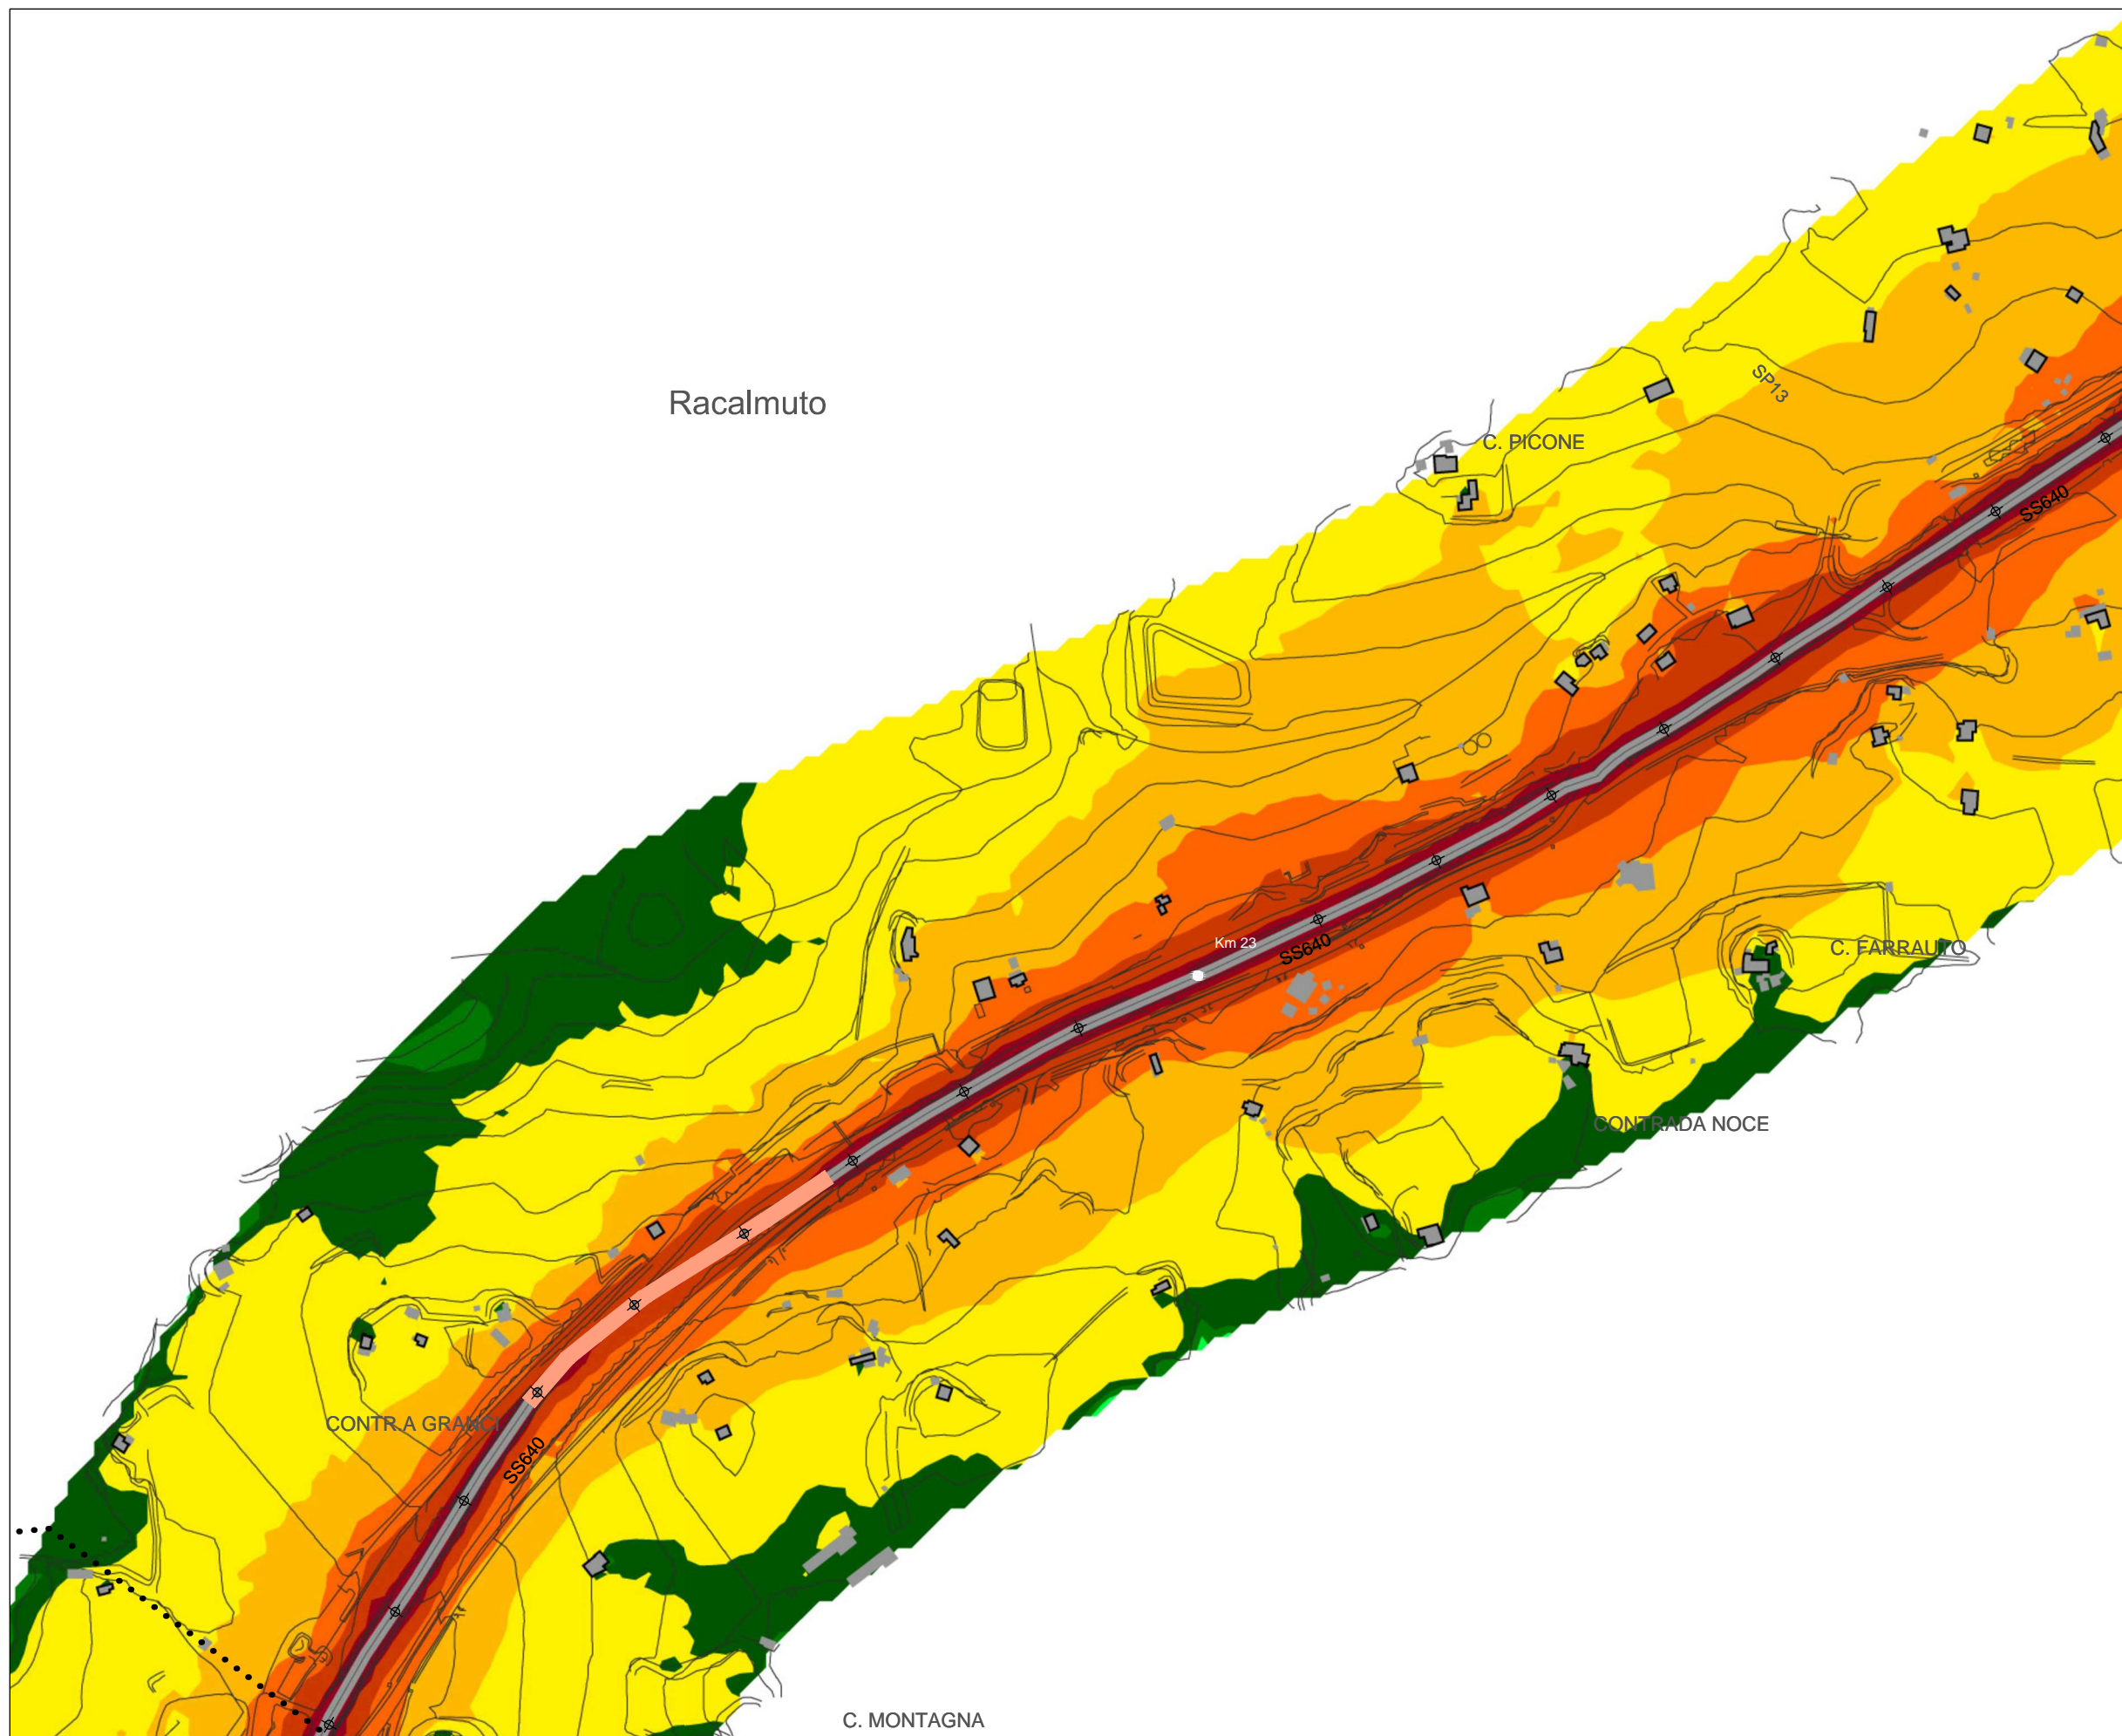 Racalmuto
SP13
C. PICONE
SS640
Km 23
SS640
C. FARRAUTO
CONTRADA NOCE
CONTR.A GRANCI
SS640
C. MONTAGNA